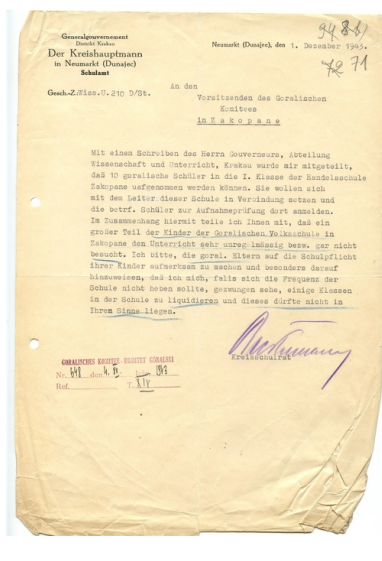 94 84
72 71
Generalgouvernement
Distrikt Krakau
Der Kreishauptmann
in Neumarkt (Dunajec)
Schulamt
Neumarkt (Dunajec), den 1. Dezember 1943.
Gesch.-Z.: Wiss.U. 210 D/St.
An den
Vorsitzenden des Goralischen
Komitees
in Zakopane
Mit einem Schreiben des Herrn Gouverneurs, Abteilung
Wissenschaft und Unterricht, Krakau wurde mir mitgeteilt,
daß 10 goralische Schüler in die I. Klasse der Handelsschule
Zakopane aufgenommen werden können. Sie wollen sich
mit dem Leiter dieser Schule in Verbindung setzen und
die betrf. Schüler zur Aufnahmeprüfung dort anmelden.
Im Zusammenhang hiermit teile ich Ihnen mit, daß ein
großer Teil der Kinder der Goralischen Volksschule in
Zakopane den Unterricht sehr unregelmässig bezw. gar nicht
besucht. Ich bitte, die goral. Eltern auf die Schulpflicht
ihrer Kinder aufmerksam zu machen und besonders darauf
hinzuweisen, daß ich mich, falls sich die Frequenz der
Schule nicht heben sollte, gezwungen sehe, einige Klassen
in der Schule zu liquidieren und dieses dürfte nicht in
Ihrem Sinne liegen.
Kreisschulrat
GORALISCHES KOMITEE-KOMITET GÓRALSKI
Nr. 648 den 4. XII. 1943
Ref. T. XIV